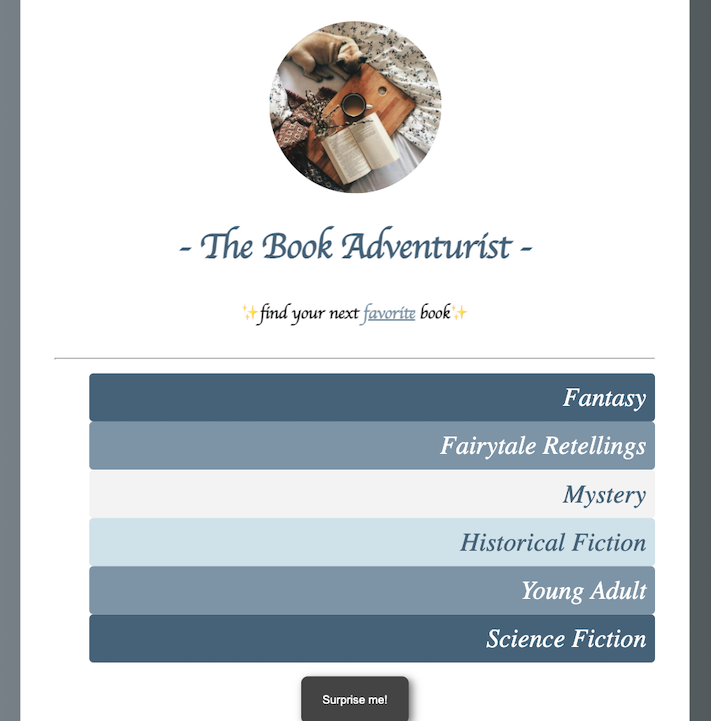 - The Book Adventurist -
✨find your next favorite book✨
Fantasy
Fairytale Retellings
Mystery
Historical Fiction
Young Adult
Science Fiction
Surprise me!